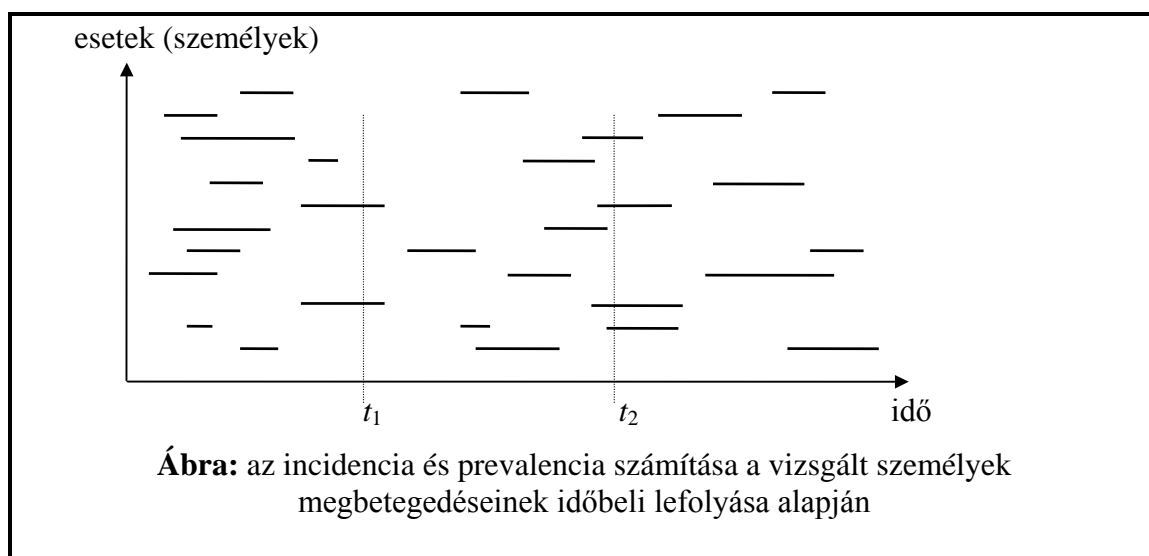 esetek (személyek)
t₁
t₂
idő
Ábra: az incidencia és prevalencia számítása a vizsgált személyek
megbetegedéseinek időbeli lefolyása alapján